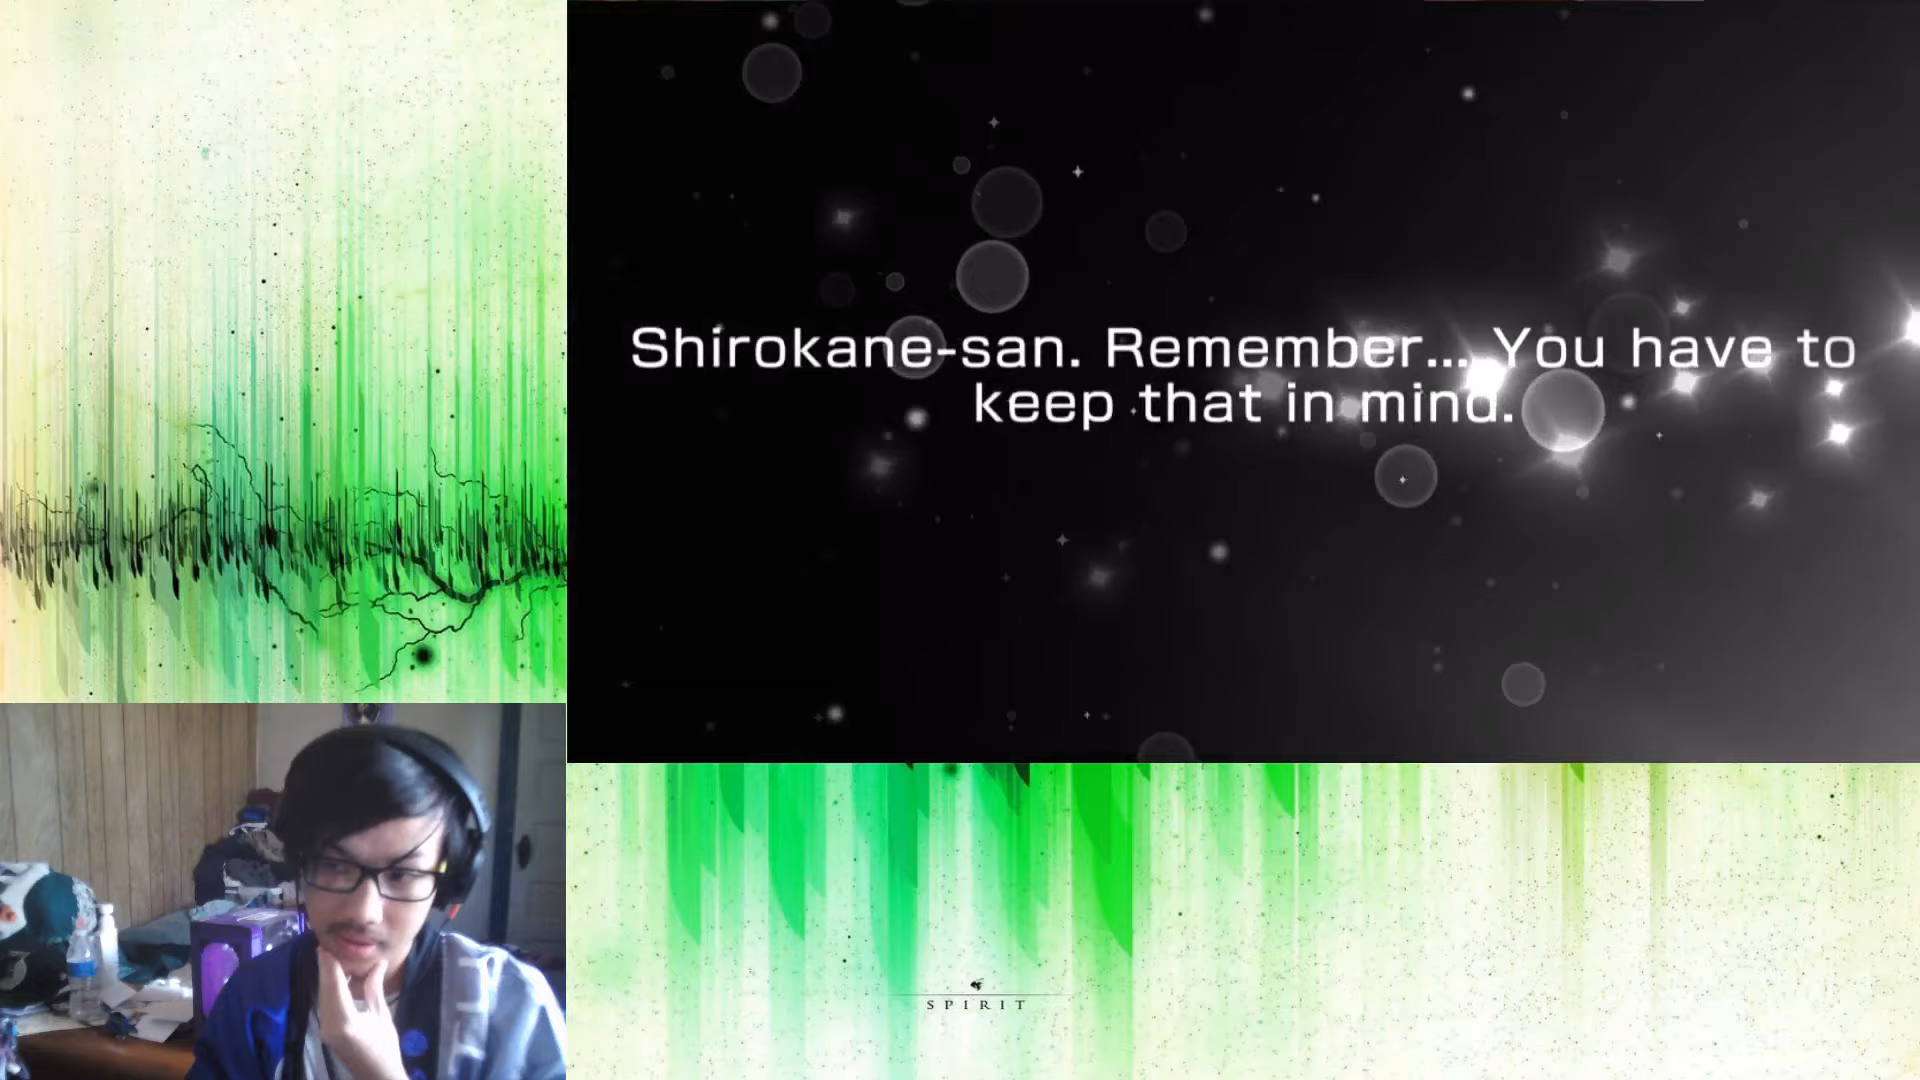 Shirokane-san. Remember.... You have to
keep that in mind.
SPIRIT